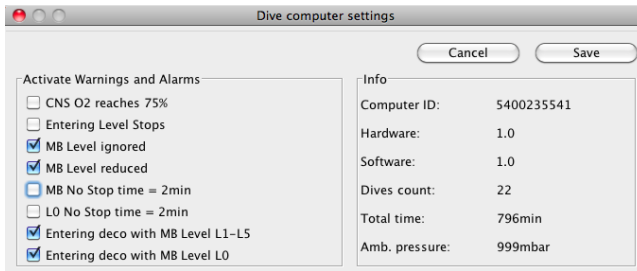 Dive computer settings
Cancel
Save
Activate Warnings and Alarms
CNS O2 reaches 75%
Entering Level Stops
MB Level ignored
MB Level reduced
MB No Stop time = 2min
L0 No Stop time = 2min
Entering deco with MB Level L1-L5
Entering deco with MB Level L0
Info
Computer ID: 5400235541
Hardware: 1.0
Software: 1.0
Dives count: 22
Total time: 796min
Amb. pressure: 999mbar